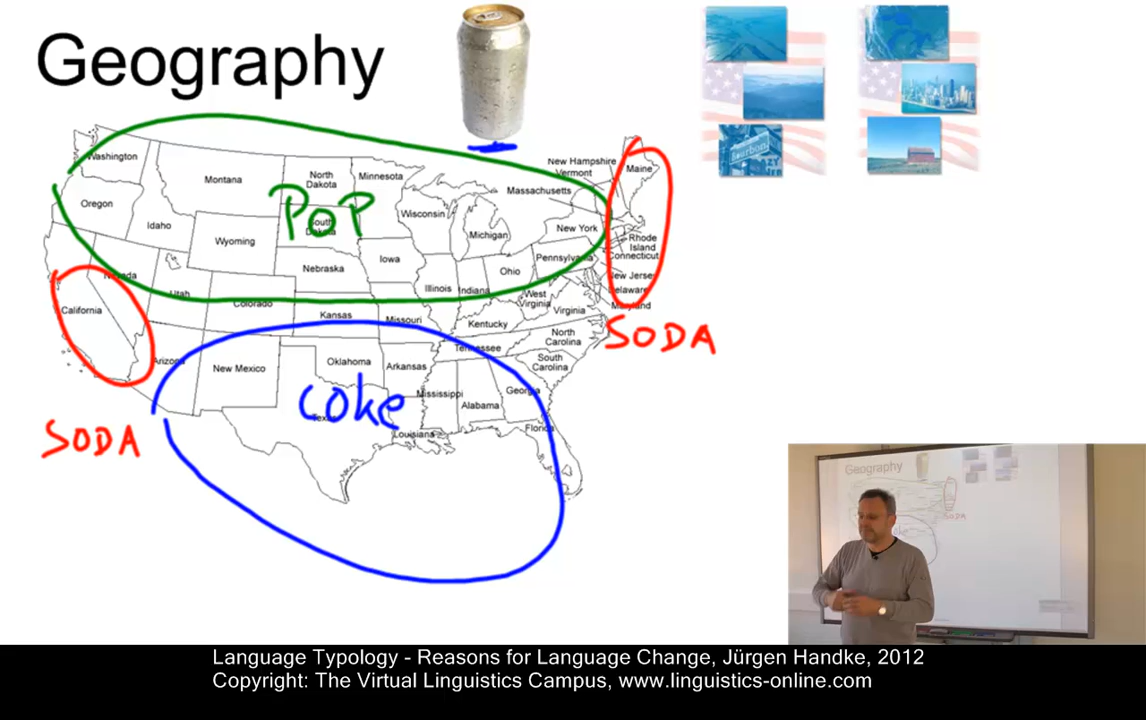 Geography
Washington
Montana
North
Dakota
Minnesota
New Hampshire
Vermont
Maine
Massachusetts
Oregon
Idaho
Wyoming
POP
South
Dakota
Wisconsin
Michigan
New York
Rhode
Island
Connecticut
Nevada
Utah
Colorado
Nebraska
Iowa
Illinois
Indiana
Ohio
Pennsylvania
New Jersey
Delaware
Maryland
West
Virginia
Virginia
California
Kansas
Missouri
Kentucky
North
Carolina
SODA
Arizona
New Mexico
Oklahoma
Arkansas
Tennessee
South
Carolina
coke
Texas
Mississippi
Alabama
Georgia
Louisiana
Florida
SODA
Bourbon
Geography
SODA
Language Typology - Reasons for Language Change, Jürgen Handke, 2012
Copyright: The Virtual Linguistics Campus, www.linguistics-online.com